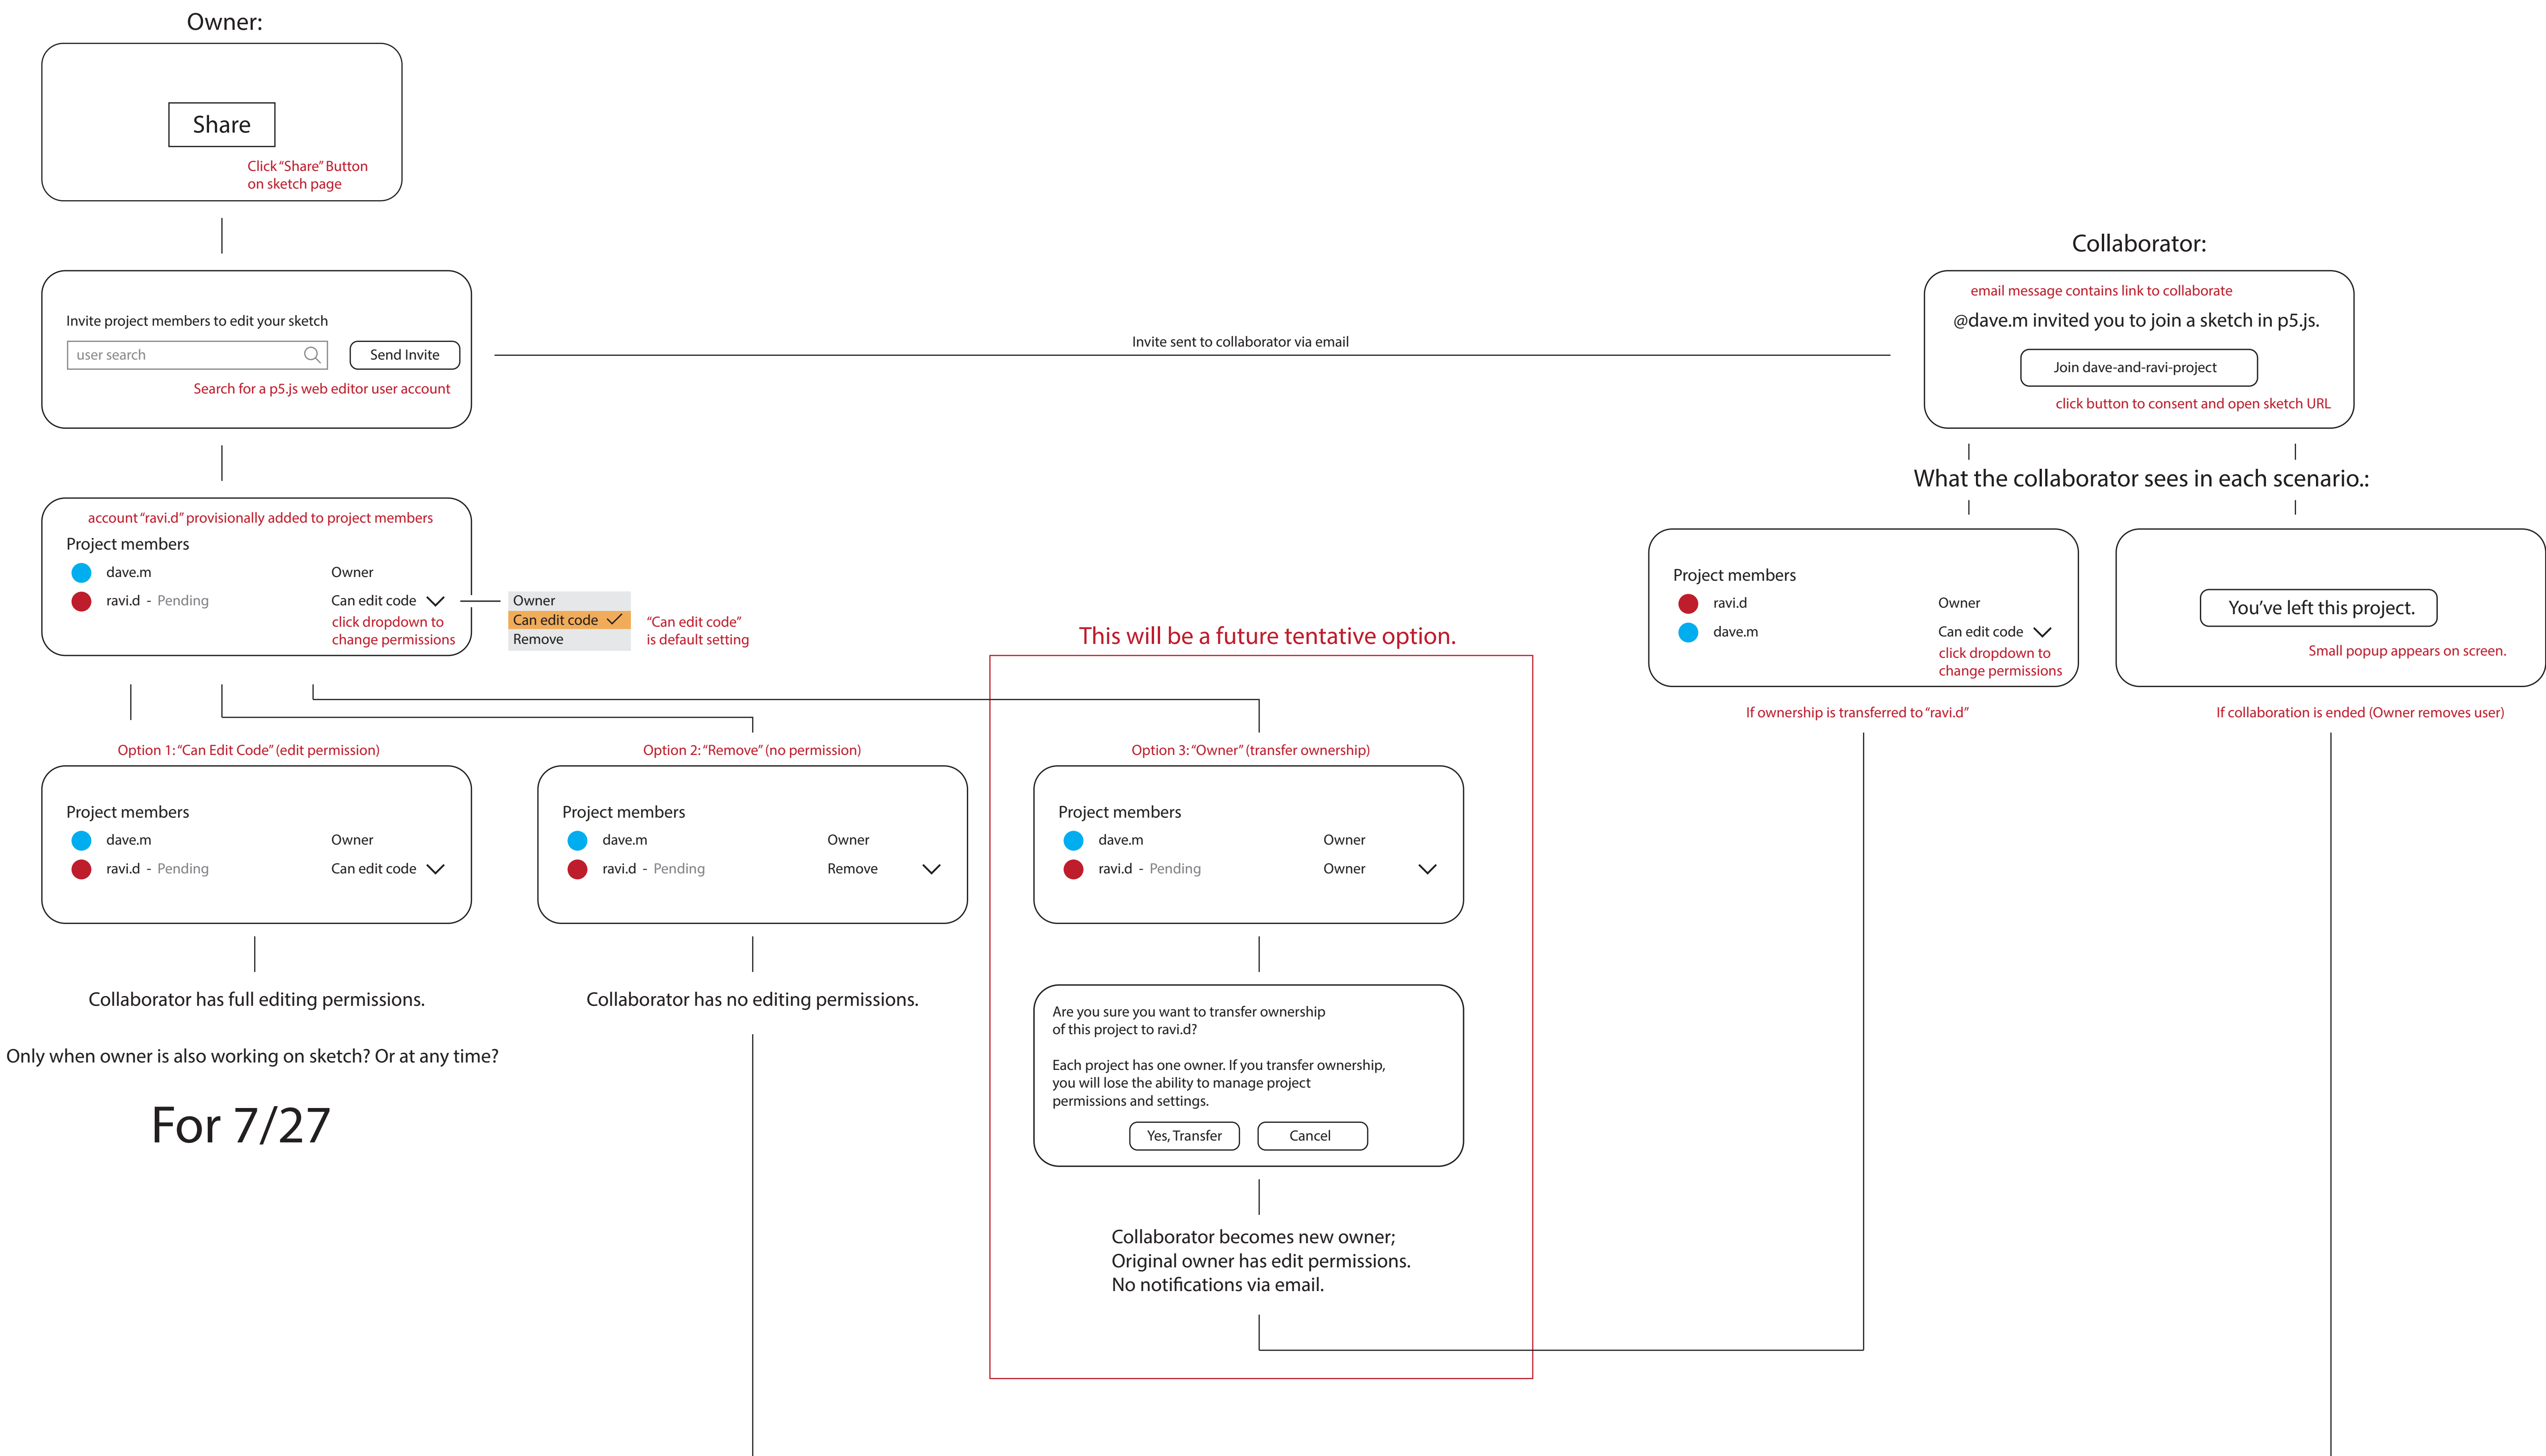 Owner:
Share
Click “Share” Button
on sketch page
Invite project members to edit your sketch
user search
Send Invite
Search for a p5.js web editor user account
Invite sent to collaborator via email
Collaborator:
email message contains link to collaborate
@dave.m invited you to join a sketch in p5.js.
Join dave-and-ravi-project
click button to consent and open sketch URL
What the collaborator sees in each scenario.:
account “ravi.d” provisionally added to project members
Project members
dave.m Owner
ravi.d - Pending Can edit code
click dropdown to
change permissions
Owner
Can edit code
Remove
“Can edit code”
is default setting
Project members
ravi.d Owner
dave.m Can edit code
click dropdown to
change permissions
If ownership is transferred to “ravi.d”
You’ve left this project.
Small popup appears on screen.
If collaboration is ended (Owner removes user)
This will be a future tentative option.
Option 1: “Can Edit Code” (edit permission)
Project members
dave.m Owner
ravi.d - Pending Can edit code
Collaborator has full editing permissions.
Only when owner is also working on sketch? Or at any time?
For 7/27
Option 2: “Remove” (no permission)
Project members
dave.m Owner
ravi.d - Pending Remove
Collaborator has no editing permissions.
Option 3: “Owner” (transfer ownership)
Project members
dave.m Owner
ravi.d - Pending Owner
Are you sure you want to transfer ownership
of this project to ravi.d?
Each project has one owner. If you transfer ownership,
you will lose the ability to manage project
permissions and settings.
Yes, Transfer
Cancel
Collaborator becomes new owner;
Original owner has edit permissions.
No notifications via email.